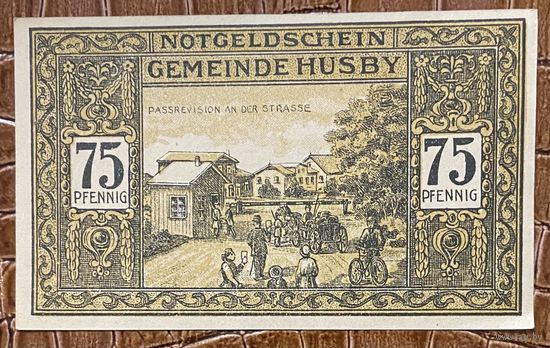 NOTGELDSCHEIN
GEMEINDE HUSBY
PASSREVISION AN DER STRASSE
75
PFENNIG
75
PFENNIG